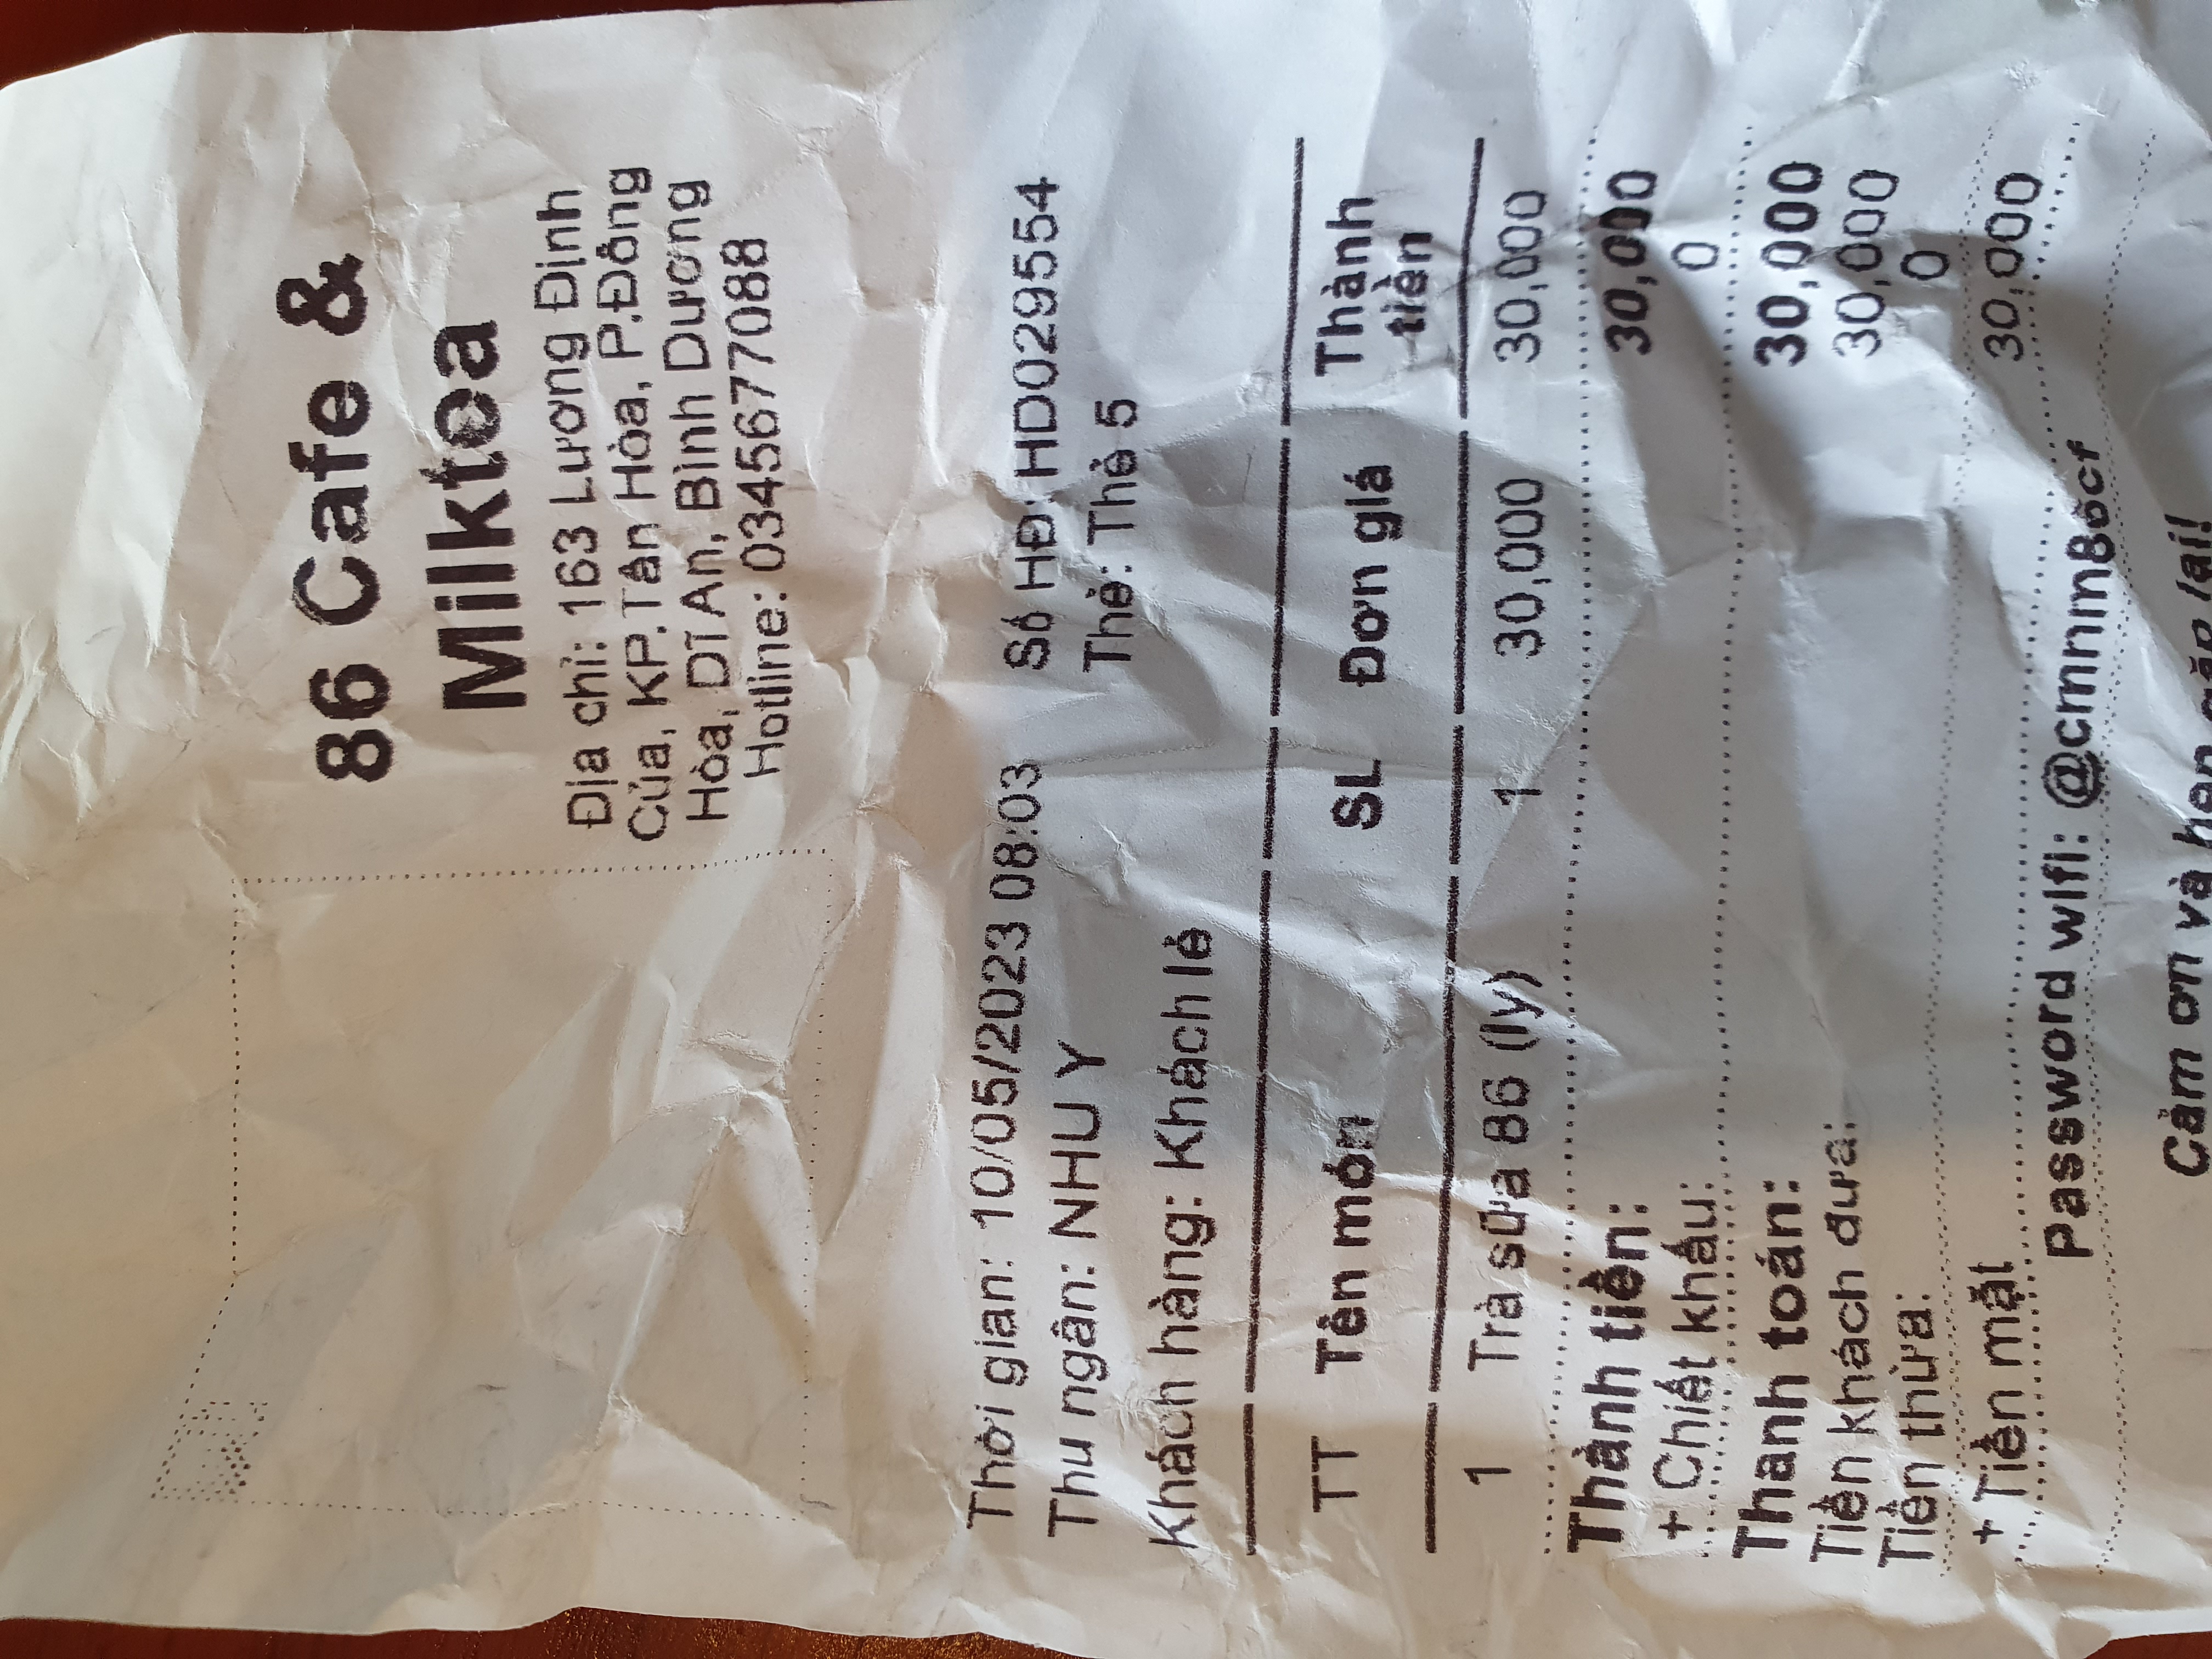 86 Cafe &
Milktea
Địa chỉ: 163 Lương Định
Của, KP.Tân Hòa, P.Đông
Hòa, Dĩ An, Bình Dương
Hotline: 0345677088
Thời gian: 10/05/2023 08:03
Số HĐ: HD029554
Thu ngân: NHU Y
Thẻ: Thẻ 5
Khách hàng: Khách lẻ
TT Tên món SL Đơn giá Thành
tiền
1 Trà sữa 86 (ly) 1 30,000 30,000
Thành tiền: 30,000
+ Chiết khấu: 0
Thanh toán: 30,000
Tiền khách đưa: 30,000
Tiền thừa: 0
+ Tiền mặt 30,000
Password wifi: @cmnm86cf
Cảm ơn và hẹn gặp lại!